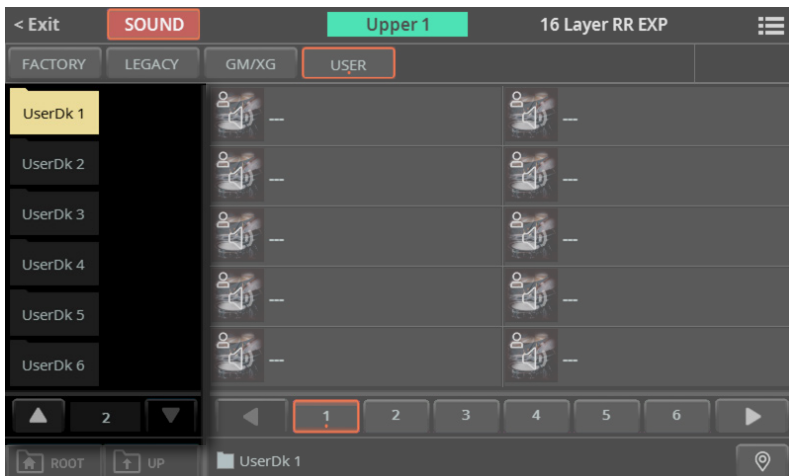 < Exit SOUND Upper 1 16 Layer RR EXP
FACTORY LEGACY GM/XG USER
UserDk 1 --- ---
UserDk 2 --- ---
UserDk 3 --- ---
UserDk 4 --- ---
UserDk 5 --- ---
UserDk 6
2 1 2 3 4 5 6
ROOT UP UserDk 1